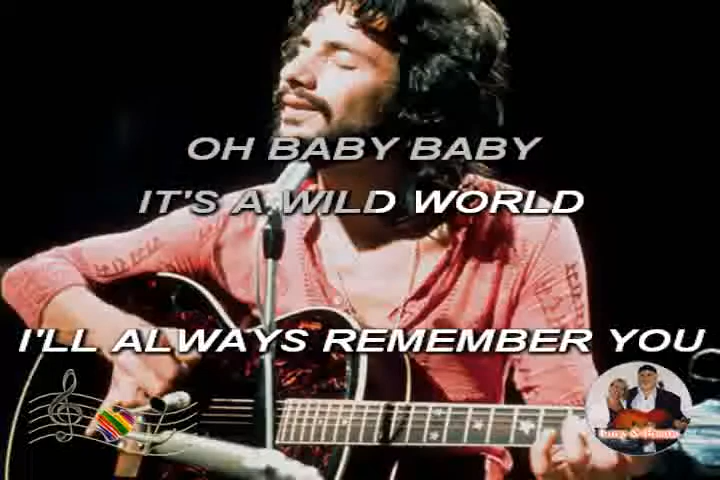 OH BABY BABY
IT'S A WILD WORLD
I'LL ALWAYS REMEMBER YOU